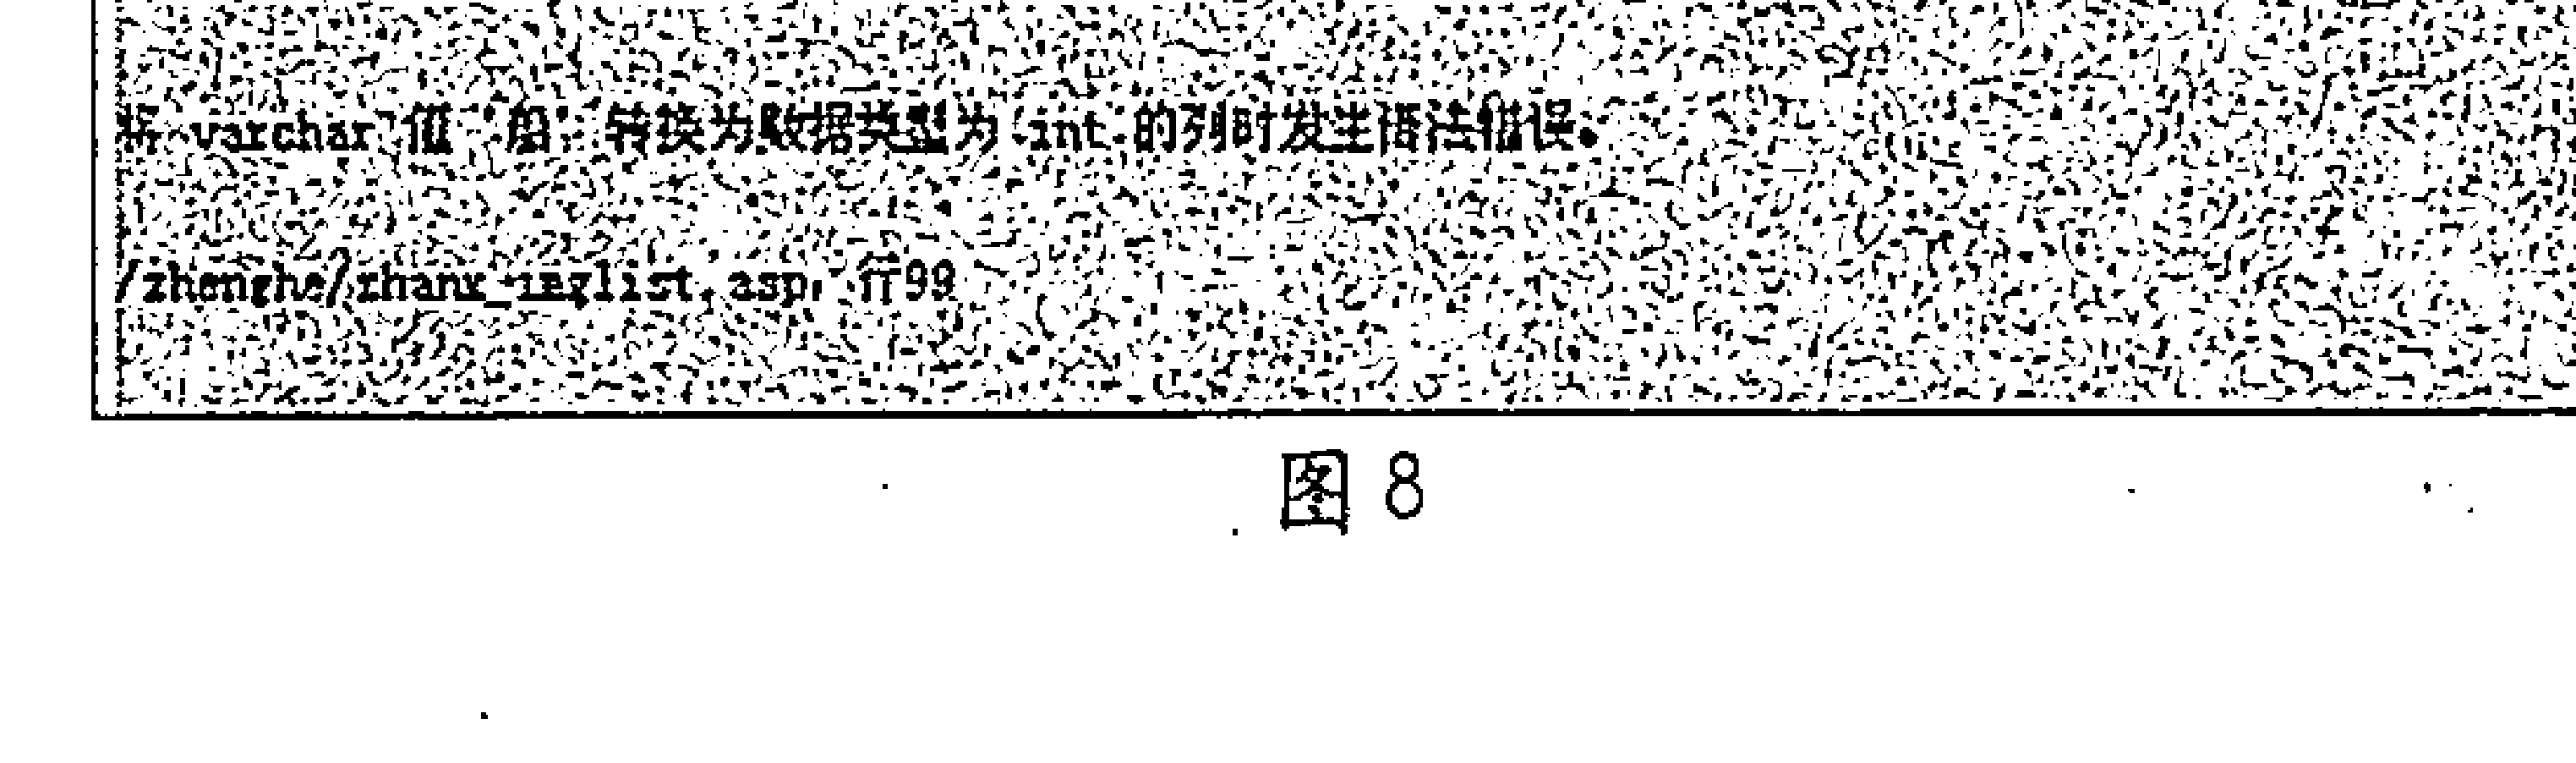 将 varchar 值 转换为数据类型为 int 的列时发生语法错误。
/zhenghe/zhanx_inglist.asp, 行99
图 8